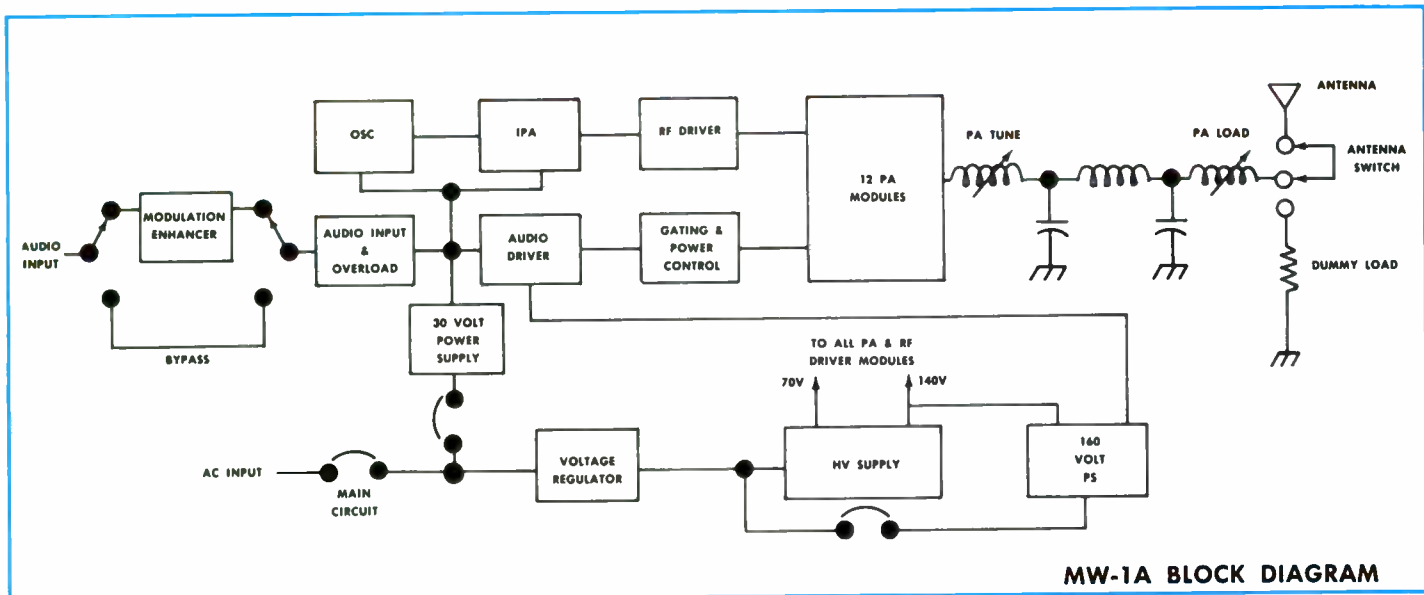 OSC
IPA
RF DRIVER
12 PA
MODULES
PA TUNE
PA LOAD
ANTENNA
ANTENNA
SWITCH
DUMMY LOAD
AUDIO
INPUT
MODULATION
ENHANCER
BYPASS
AUDIO INPUT
&
OVERLOAD
AUDIO
DRIVER
GATING &
POWER
CONTROL
30 VOLT
POWER
SUPPLY
TO ALL PA & RF
DRIVER MODULES
70V
140V
AC INPUT
MAIN
CIRCUIT
VOLTAGE
REGULATOR
HV SUPPLY
160
VOLT
PS
MW-1A BLOCK DIAGRAM